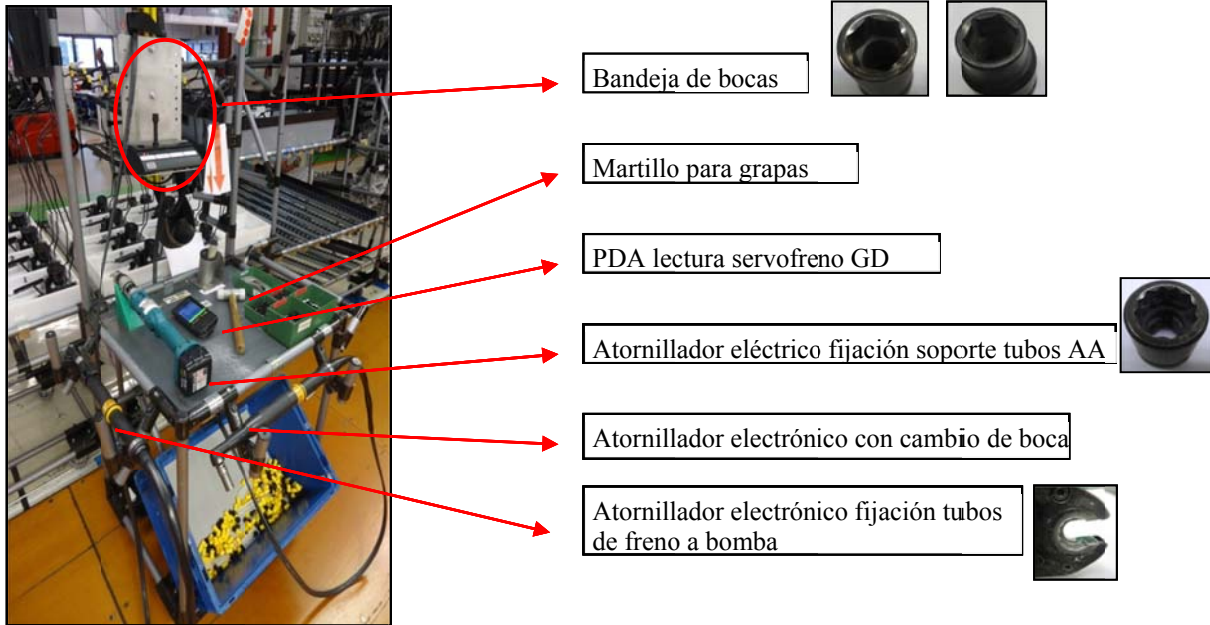 Bandeja de bocas
Martillo para grapas
PDA lectura servofreno GD
Atornillador eléctrico fijación soporte tubos AA
Atornillador electrónico con cambio de boca
Atornillador electrónico fijación tubos
de freno a bomba